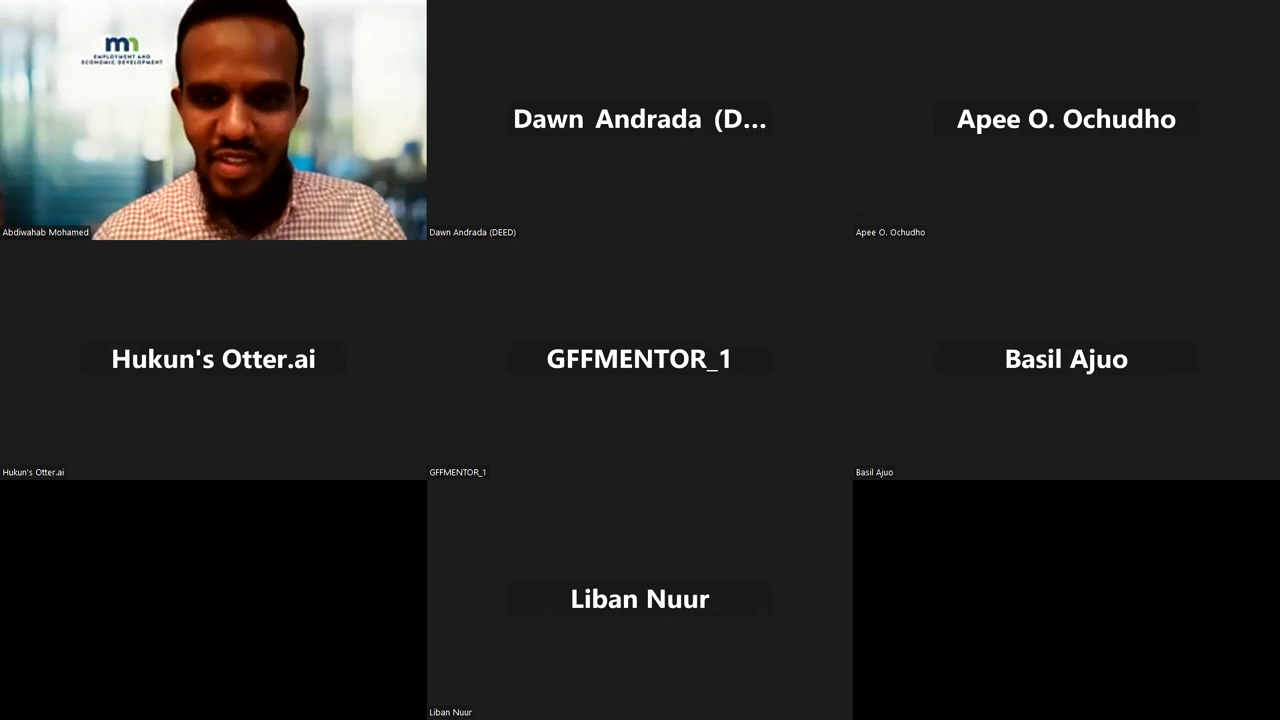 mn
EMPLOYMENT AND
ECONOMIC DEVELOPMENT
Abdiwahab Mohamed
Dawn Andrada (D...
Dawn Andrada (DEED)
Apee O. Ochudho
Apee O. Ochudho
Hukun's Otter.ai
Hukun's Otter.ai
GFFMENTOR_1
GFFMENTOR_1
Basil Ajuo
Basil Ajuo
Liban Nuur
Liban Nuur